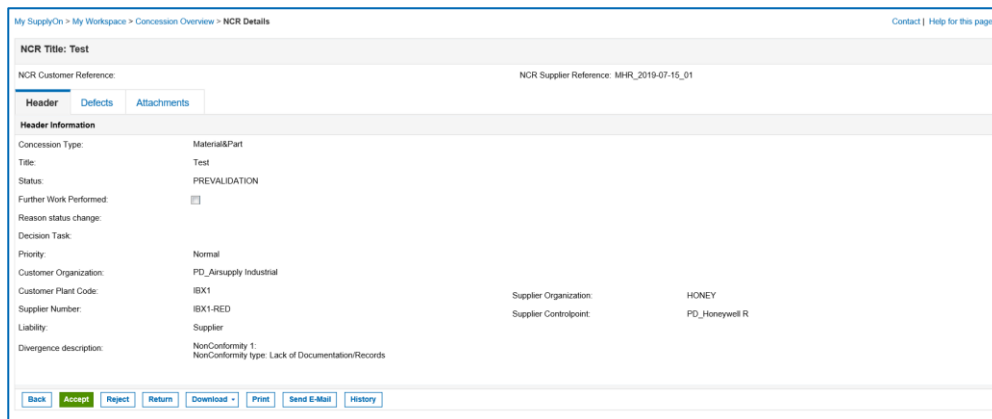 My SupplyOn > My Workspace > Concession Overview > NCR Details
Contact | Help for this page
NCR Title: Test
NCR Customer Reference:
NCR Supplier Reference: MHR_2019-07-15_01
Header Defects Attachments
Header Information
Concession Type: Material&Part
Title: Test
Status: PREVALIDATION
Further Work Performed:
Reason status change:
Decision Task:
Priority: Normal
Customer Organization: PD_Airsupply Industrial
Customer Plant Code: IBX1
Supplier Organization: HONEY
Supplier Number: IBX1-RED
Supplier Controlpoint: PD_Honeywell R
Liability: Supplier
Divergence description: NonConformity 1:
NonConformity type: Lack of Documentation/Records
Back Accept Reject Return Download Print Send E-Mail History